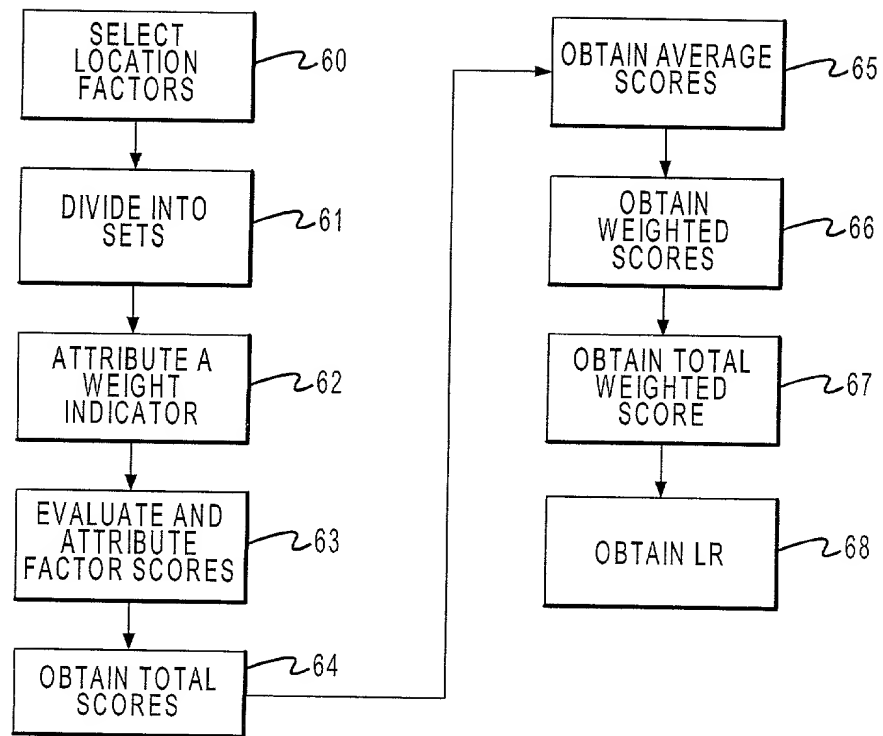 SELECT
LOCATION
FACTORS
60
DIVIDE INTO
SETS
61
ATTRIBUTE A
WEIGHT
INDICATOR
62
EVALUATE AND
ATTRIBUTE
FACTOR SCORES
63
OBTAIN TOTAL
SCORES
64
OBTAIN AVERAGE
SCORES
65
OBTAIN
WEIGHTED
SCORES
66
OBTAIN TOTAL
WEIGHTED
SCORE
67
OBTAIN LR
68